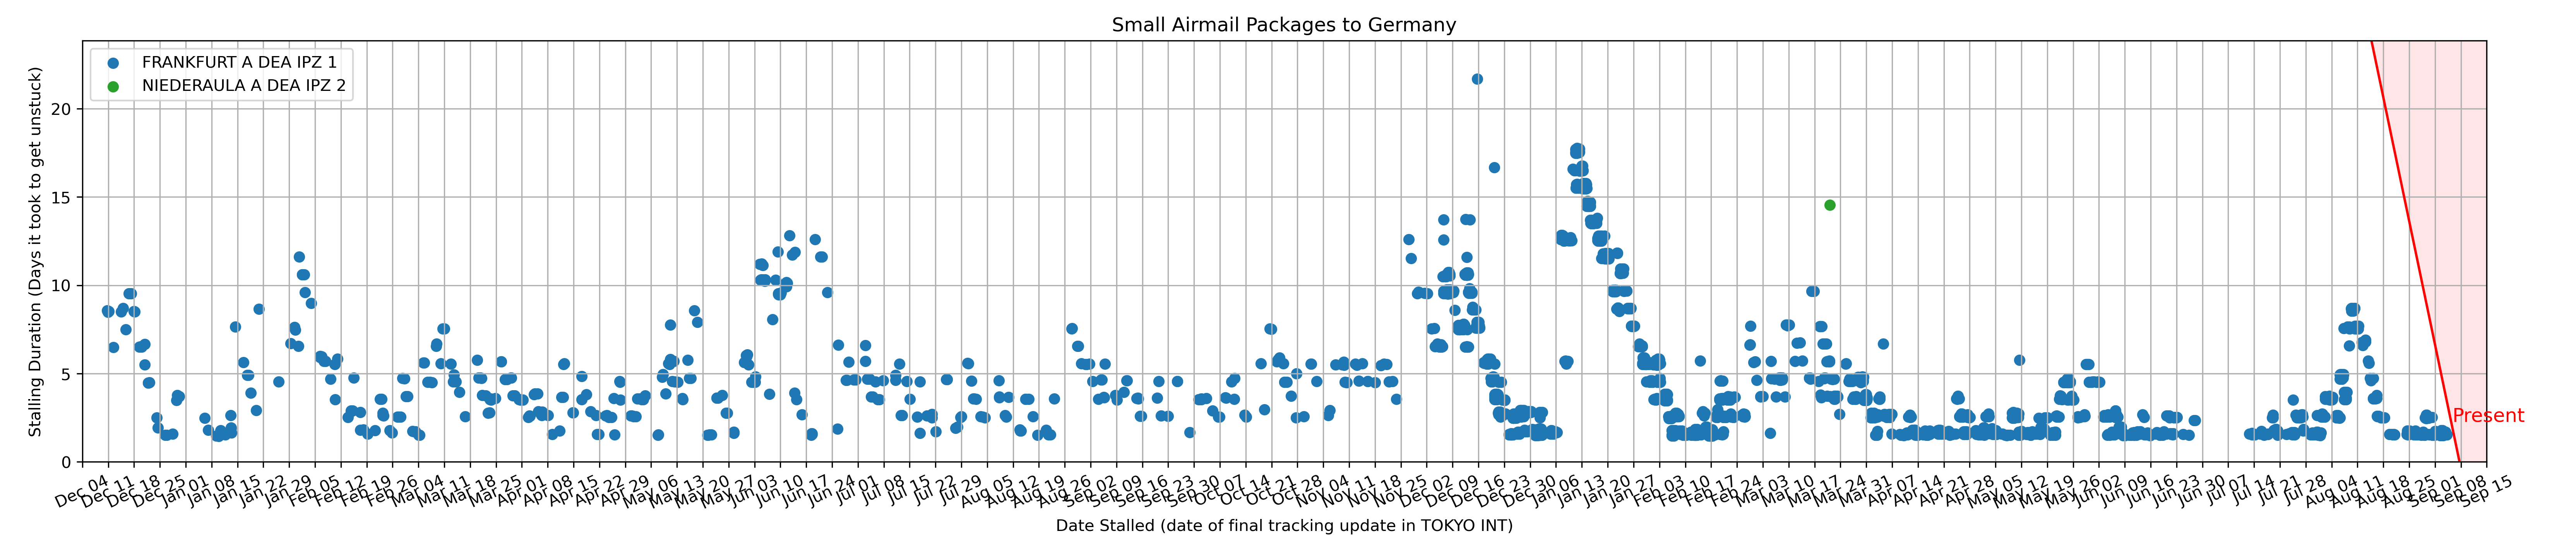 Small Airmail Packages to Germany
FRANKFURT A DEA IPZ 1
NIEDERAULA A DEA IPZ 2
Stalling Duration (Days it took to get unstuck)
20
15
10
5
0
Present
Dec 04 Dec 11 Dec 18 Dec 25 Jan 01 Jan 08 Jan 15 Jan 22 Jan 29 Feb 05 Feb 12 Feb 19 Feb 26 Mar 04 Mar 11 Mar 18 Mar 25 Apr 01 Apr 08 Apr 15 Apr 22 Apr 29 May 06 May 13 May 20 May 27 Jun 03 Jun 10 Jun 17 Jun 24 Jul 01 Jul 08 Jul 15 Jul 22 Jul 29 Aug 05 Aug 12 Aug 19 Aug 26 Sep 02 Sep 09 Sep 16 Sep 23 Sep 30 Oct 07 Oct 14 Oct 21 Oct 28 Nov 04 Nov 11 Nov 18 Nov 25 Dec 02 Dec 09 Dec 16 Dec 23 Dec 30 Jan 06 Jan 13 Jan 20 Jan 27 Feb 03 Feb 10 Feb 17 Feb 24 Mar 03 Mar 10 Mar 17 Mar 24 Mar 31 Apr 07 Apr 14 Apr 21 Apr 28 May 05 May 12 May 19 May 26 Jun 02 Jun 09 Jun 16 Jun 23 Jun 30 Jul 07 Jul 14 Jul 21 Jul 28 Aug 04 Aug 11 Aug 18 Aug 25 Sep 01 Sep 08 Sep 15
Date Stalled (date of final tracking update in TOKYO INT)